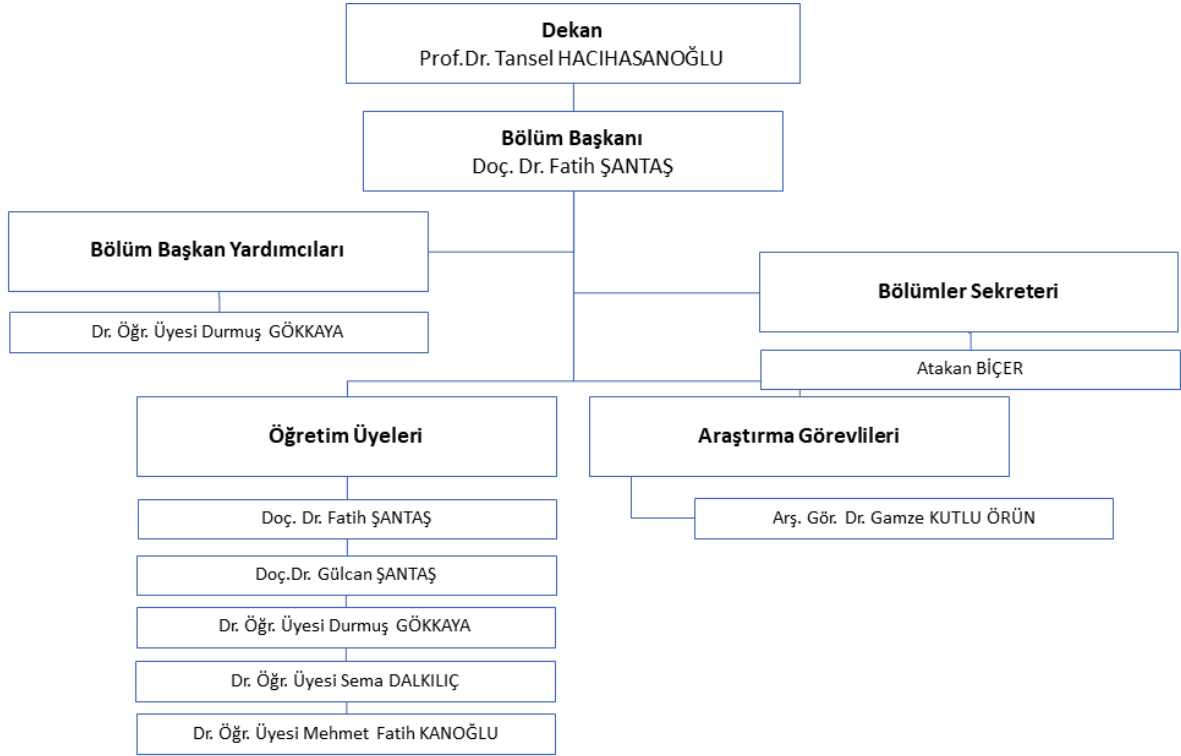 Dekan
Prof.Dr. Tansel HACIHASANOĞLU
Bölüm Başkanı
Doç. Dr. Fatih ŞANTAŞ
Bölüm Başkan Yardımcıları
Dr. Öğr. Üyesi Durmuş GÖKKAYA
Bölümler Sekreteri
Atakan BİÇER
Öğretim Üyeleri
Doç. Dr. Fatih ŞANTAŞ
Doç.Dr. Gülcan ŞANTAŞ
Dr. Öğr. Üyesi Durmuş GÖKKAYA
Dr. Öğr. Üyesi Sema DALKILIÇ
Dr. Öğr. Üyesi Mehmet Fatih KANOĞLU
Araştırma Görevlileri
Arş. Gör. Dr. Gamze KUTLU ÖRÜN